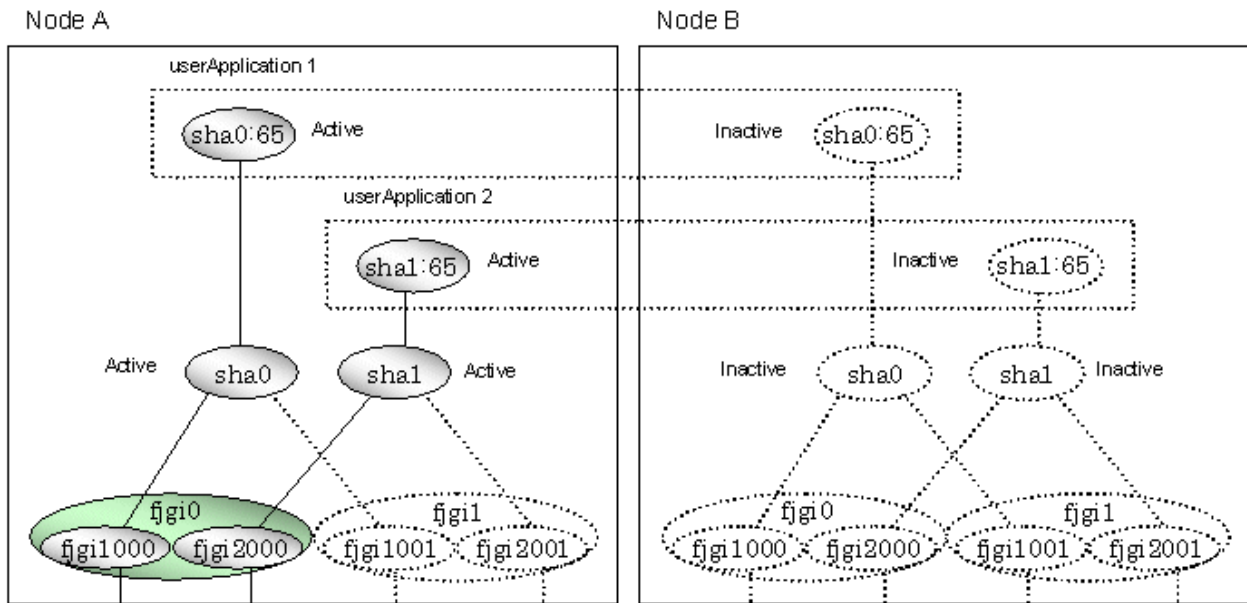 Node A
Node B
userApplication 1
sha0:65
Active
Inactive
sha0:65
userApplication 2
sha1:65
Active
Inactive
sha1:65
Active
sha0
sha1
Active
Inactive
sha0
sha1
Inactive
fjgi0
fjgi1
fjgi0
fjgi1
fjgi1000
fjgi2000
fjgi1001
fjgi2001
fjgi1000
fjgi2000
fjgi1001
fjgi2001